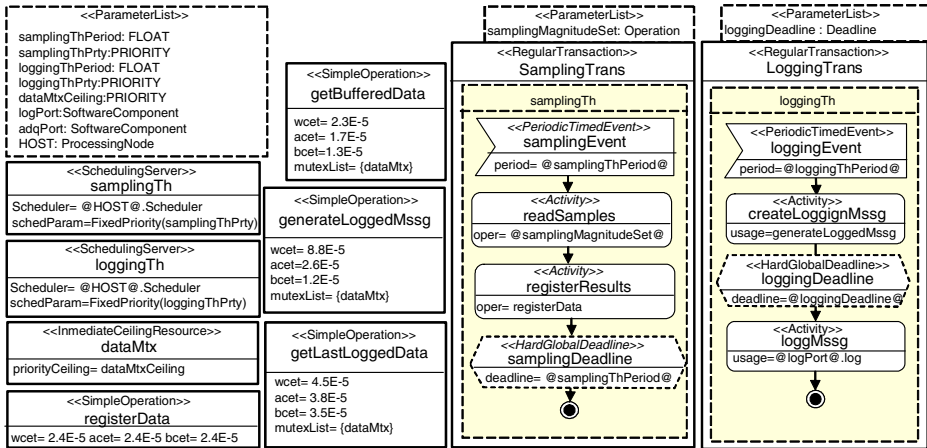 <<ParameterList>>
samplingThPeriod: FLOAT
samplingThPrty:PRIORITY
loggingThPeriod: FLOAT
loggingThPrty:PRIORITY
dataMtxCeiling:PRIORITY
logPort:SoftwareComponent
adqPort: SoftwareComponent
HOST: ProcessingNode
<<SchedulingServer>>
samplingTh
Scheduler= @HOST@.Scheduler
schedParam=FixedPriority(samplingThPrty)
<<SchedulingServer>>
loggingTh
Scheduler= @HOST@.Scheduler
schedParam=FixedPriority(loggingThPrty)
<<InmediateCeilingResource>>
dataMtx
priorityCeiling= dataMtxCeiling
<<SimpleOperation>>
registerData
wcet= 2.4E-5 acet= 2.4E-5 bcet= 2.4E-5
<<SimpleOperation>>
getBufferedData
wcet= 2.3E-5
acet= 1.7E-5
bcet=1.3E-5
mutexList= {dataMtx}
<<SimpleOperation>>
generateLoggedMssg
wcet= 8.8E-5
acet=2.6E-5
bcet=1.2E-5
mutexList= {dataMtx}
<<SimpleOperation>>
getLastLoggedData
wcet= 4.5E-5
acet= 3.8E-5
bcet= 3.5E-5
mutexList= {dataMtx}
<<ParameterList>>
samplingMagnitudeSet: Operation
<<RegularTransaction>>
SamplingTrans
samplingTh
<<PeriodicTimedEvent>>
samplingEvent
period= @samplingThPeriod@
<<Activity>>
readSamples
oper= @samplingMagnitudeSet@
<<Activity>>
registerResults
oper= registerData
<<HardGlobalDeadline>>
samplingDeadline
deadline= @samplingThPeriod@
<<ParameterList>>
loggingDeadline : Deadline
<<RegularTransaction>>
LoggingTrans
loggingTh
<<PeriodicTimedEvent>>
loggingEvent
period=@loggingThPeriod@
<<Activity>>
createLoggignMssg
usage=generateLoggedMssg
<<HardGlobalDeadline>>
loggingDeadline
deadline=@loggingDeadline@
<<Activity>>
loggMssg
usage=@logPort@.log